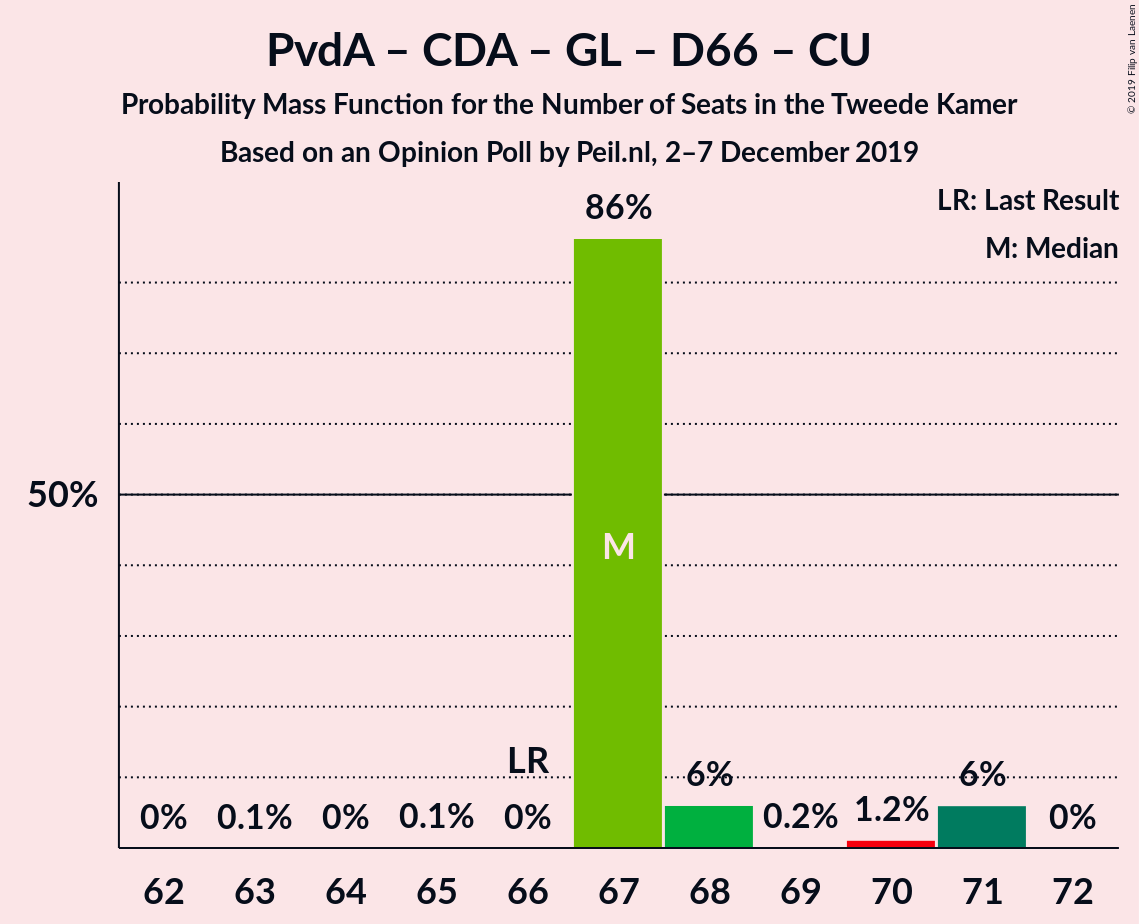 PvdA – CDA – GL – D66 – CU
Probability Mass Function for the Number of Seats in the Tweede Kamer
Based on an Opinion Poll by Peil.nl, 2–7 December 2019
© 2019 Filip van Laenen
LR: Last Result
M: Median
86%
50%
M
LR
0% 0.1% 0% 0.1% 0% 6% 0.2% 1.2% 6% 0%
62 63 64 65 66 67 68 69 70 71 72